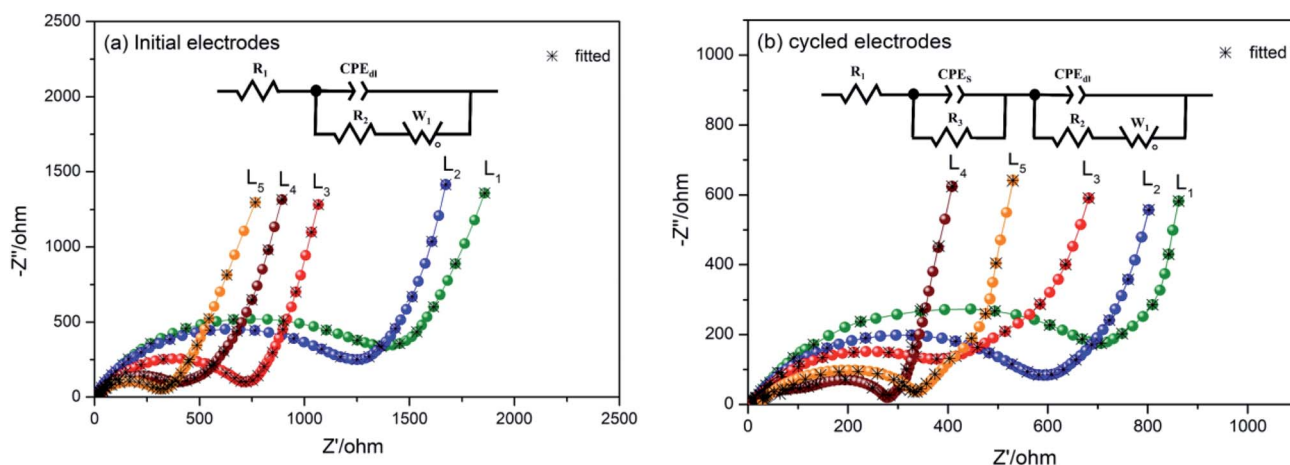 (a) Initial electrodes
fitted
R1
CPEdl
R2
W1
o
L5
L4
L3
L2
L1
2500
2000
1500
1000
500
0
-Z''/ohm
0
500
1000
1500
2000
2500
Z'/ohm
(b) cycled electrodes
fitted
R1
CPES
R3
CPEdl
R2
W1
o
L4
L5
L3
L2
L1
1000
800
600
400
200
0
-Z''/ohm
0
200
400
600
800
1000
Z'/ohm